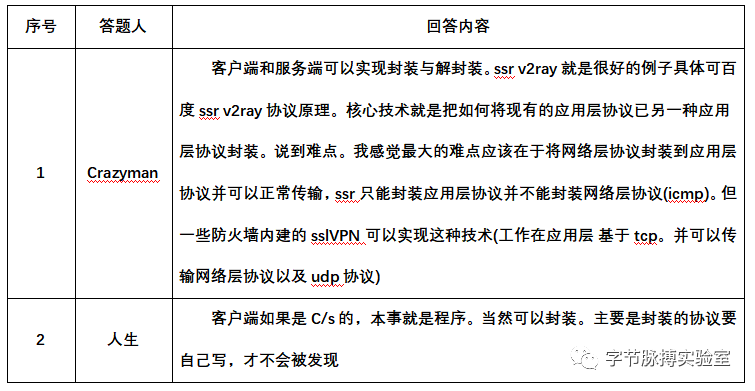 序号 答题人 回答内容
1 Crazyman 客户端和服务端可以实现封装与解封装。ssr v2ray 就是很好的例子具体可百
度 ssr v2ray 协议原理。核心技术就是把如何将现有的应用层协议已另一种应用
层协议封装。说到难点。我感觉最大的难点应该在于将网络层协议封装到应用层
协议并可以正常传输，ssr 只能封装应用层协议并不能封装网络层协议(icmp)。但
一些防火墙内建的 sslVPN 可以实现这种技术(工作在应用层 基于 tcp。并可以传
输网络层协议以及 udp 协议)
2 人生 客户端如果是 C/s 的，本事就是程序。当然可以封装。主要是封装的协议要
自己写，才不会被发现
字节脉搏实验室